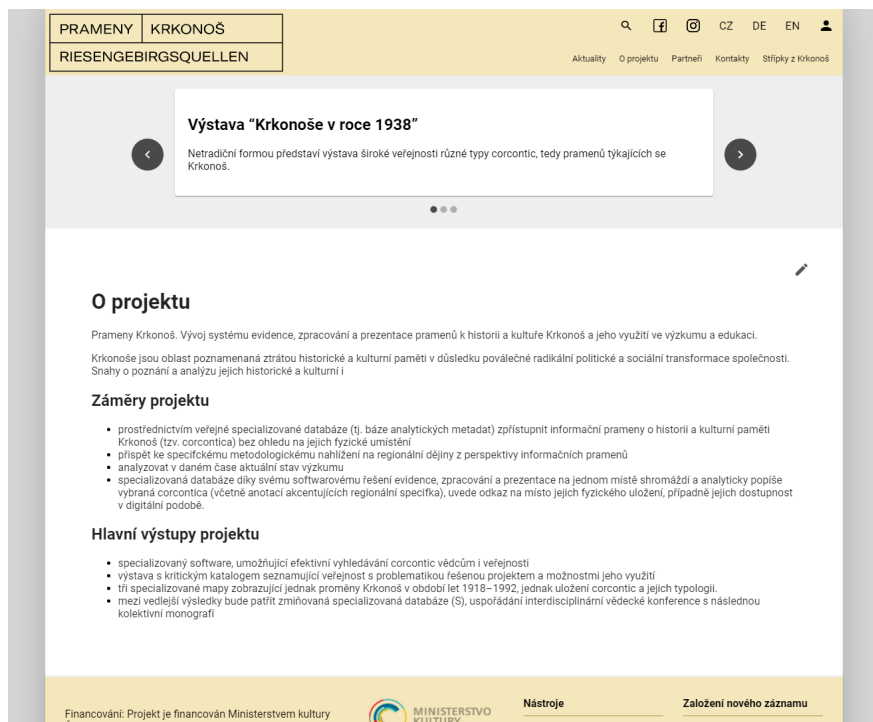 PRAMENY KRKONOŠ
RIESENGEBIRGSQUELLEN
CZ DE EN
Aktuality O projektu Partneři Kontakty Střípky z Krkonoš
Výstava “Krkonoše v roce 1938”
Netradiční formou představí výstava široké veřejnosti různé typy corcontic, tedy pramenů týkajících se
Krkonoš.
O projektu
Prameny Krkonoš. Vývoj systému evidence, zpracování a prezentace pramenů k historii a kultuře Krkonoš a jeho využití ve výzkumu a edukaci.
Krkonoše jsou oblast poznamenaná ztrátou historické a kulturní paměti v důsledku poválečné radikální politické a sociální transformace společnosti.
Snahy o poznání a analýzu jejich historické a kulturní i
Záměry projektu
• prostřednictvím veřejné specializované databáze (tj. báze analytických metadat) zpřístupnit informační prameny o historii a kulturní paměti
Krkonoš (tzv. corcontica) bez ohledu na jejich fyzické umístění
• přispět ke specifckému metodologickému nahlížení na regionální dějiny z perspektivy informačních pramenů
• analyzovat v daném čase aktuální stav výzkumu
• specializovaná databáze díky svému softwarovému řešení evidence, zpracování a prezentace na jednom místě shromáždí a analyticky popíše
vybraná corcontica (včetně anotací akcentujících regionální specifka), uvede odkaz na místo jejich fyzického uložení, případně jejich dostupnost
v digitální podobě.
Hlavní výstupy projektu
• specializovaný software, umožňující efektivní vyhledávání corcontic vědcům i veřejnosti
• výstava s kritickým katalogem seznamující veřejnost s problematikou řešenou projektem a možnostmi jeho využití
• tři specializované mapy zobrazující jednak proměny Krkonoš v období let 1918–1992, jednak uložení corcontic a jejich typologii.
• mezi vedlejší výsledky bude patřit zmiňovaná specializovaná databáze (S), uspořádání interdisciplinární vědecké konference s následnou
kolektivní monografí
Financování: Projekt je financován Ministerstvem kultury
MINISTERSTVO
KULTURY
Nástroje
Založení nového záznamu